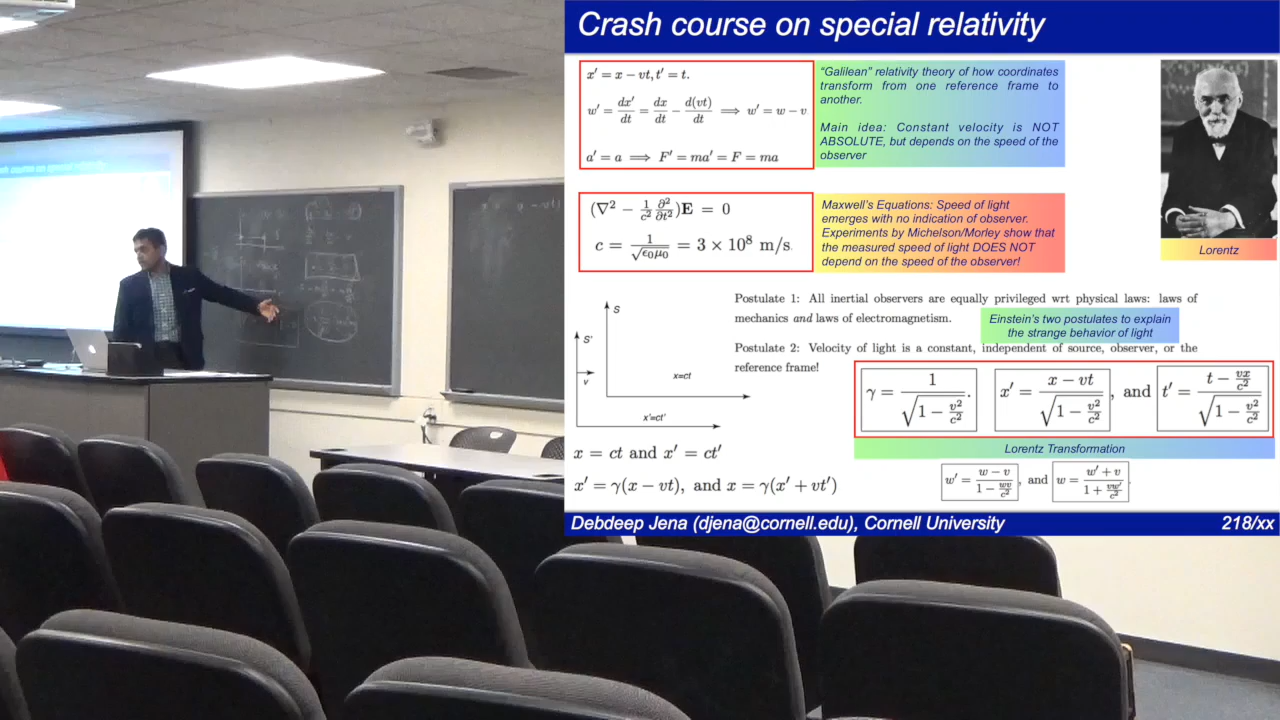 Crash course on special relativity
x′ = x − vt, t′ = t.
w′ = dx′/dt = dx/dt − d(vt)/dt ⟹ w′ = w − v
a′ = a ⟹ F′ = ma′ = F = ma
"Galilean" relativity theory of how coordinates
transform from one reference frame to
another.
Main idea: Constant velocity is NOT
ABSOLUTE, but depends on the speed of the
observer
(∇² − 1/c² ∂²/∂t²)E = 0
c = 1/√ε₀μ₀ = 3 × 10⁸ m/s.
Maxwell's Equations: Speed of light
emerges with no indication of observer.
Experiments by Michelson/Morley show that
the measured speed of light DOES NOT
depend on the speed of the observer!
Lorentz
S
S'
v
x=ct
x'=ct'
Postulate 1: All inertial observers are equally privileged wrt physical laws: laws of
mechanics and laws of electromagnetism.
Einstein's two postulates to explain
the strange behavior of light
Postulate 2: Velocity of light is a constant, independent of source, observer, or the
reference frame!
γ = 1/√(1 − v²/c²). x′ = (x − vt)/√(1 − v²/c²), and t′ = (t − vx/c²)/√(1 − v²/c²)
Lorentz Transformation
x = ct and x′ = ct′
x′ = γ(x − vt), and x = γ(x′ + vt′)
w′ = (w − v)/(1 − wv/c²), and w = (w′ + v)/(1 + vw′/c²).
Debdeep Jena (djena@cornell.edu), Cornell University
218/xx